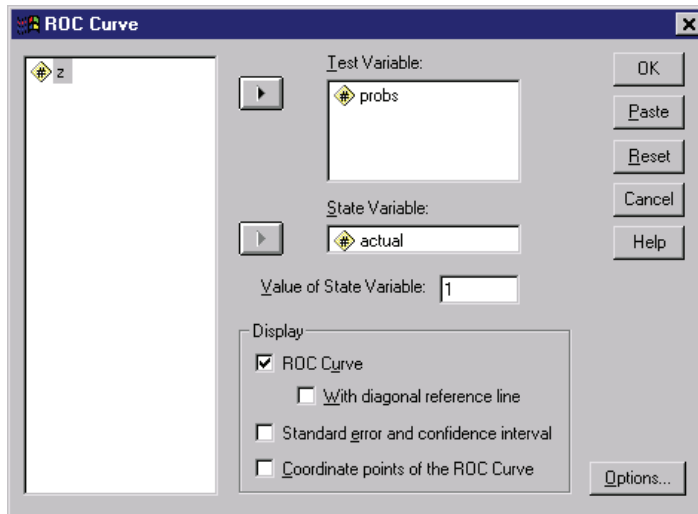 ROC Curve
# z
Test Variable:
# probs
State Variable:
# actual
Value of State Variable: 1
Display
ROC Curve
With diagonal reference line
Standard error and confidence interval
Coordinate points of the ROC Curve
OK
Paste
Reset
Cancel
Help
Options...